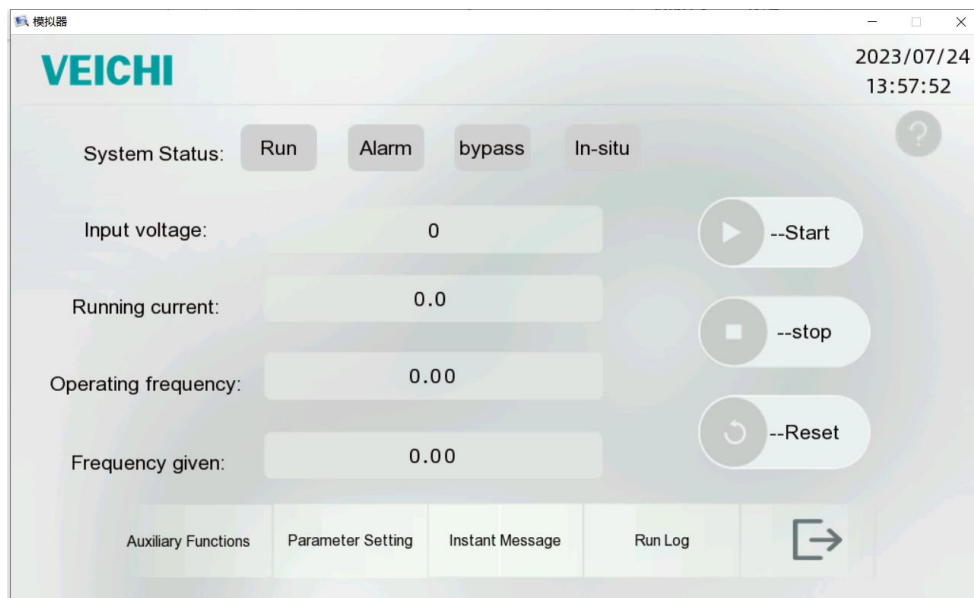 模拟器
VEICHI
2023/07/24
13:57:52
System Status: Run Alarm bypass In-situ
?
Input voltage: 0
--Start
Running current: 0.0
--stop
Operating frequency: 0.00
--Reset
Frequency given: 0.00
Auxiliary Functions Parameter Setting Instant Message Run Log